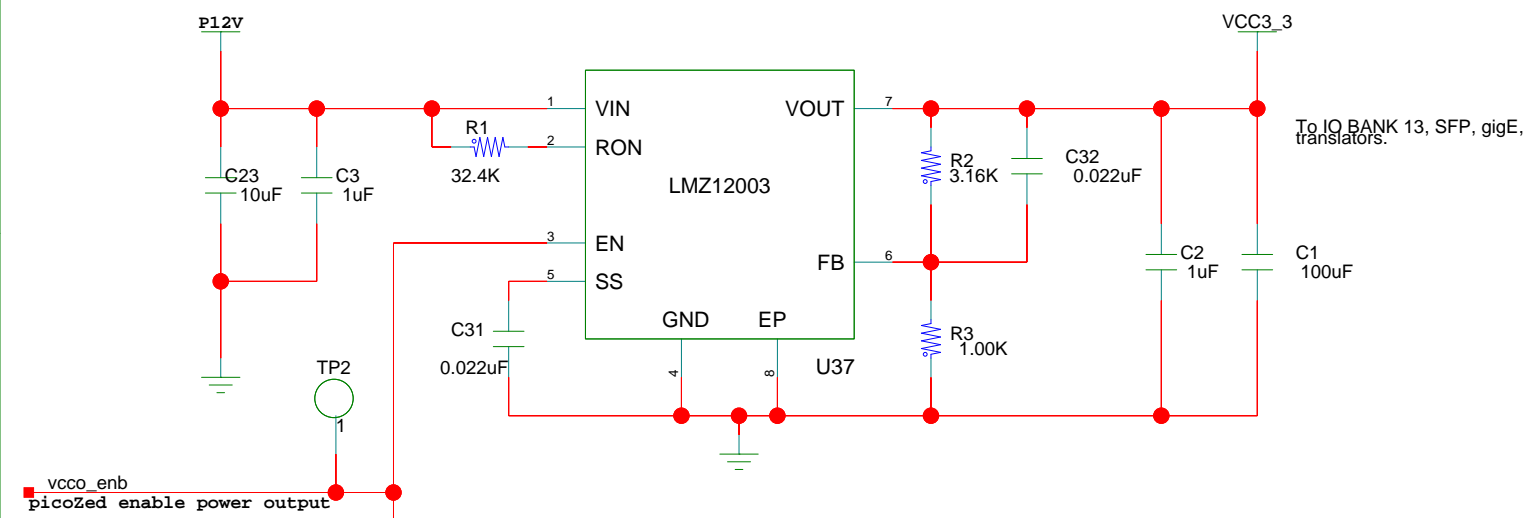 P12V
VCC3_3
1
VIN
VOUT
7
To IO BANK 13, SFP, gigE,
translators.
R1
2
RON
32.4K
R2
3.16K
C32
0.022uF
C23
10uF
C3
1uF
LMZ12003
3
EN
5
SS
FB
6
C2
1uF
C1
100uF
C31
0.022uF
GND
EP
R3
1.00K
4
8
U37
TP2
1
vcco_enb
picoZed enable power output